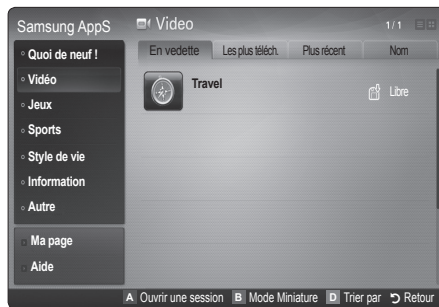 Samsung AppS
Video
1/1
Quoi de neuf !
Vidéo
Jeux
Sports
Style de vie
Information
Autre
Ma page
Aide
En vedette Les plus téléch. Plus récent Nom
Travel
Libre
A Ouvrir une session B Mode Miniature D Trier par Retour